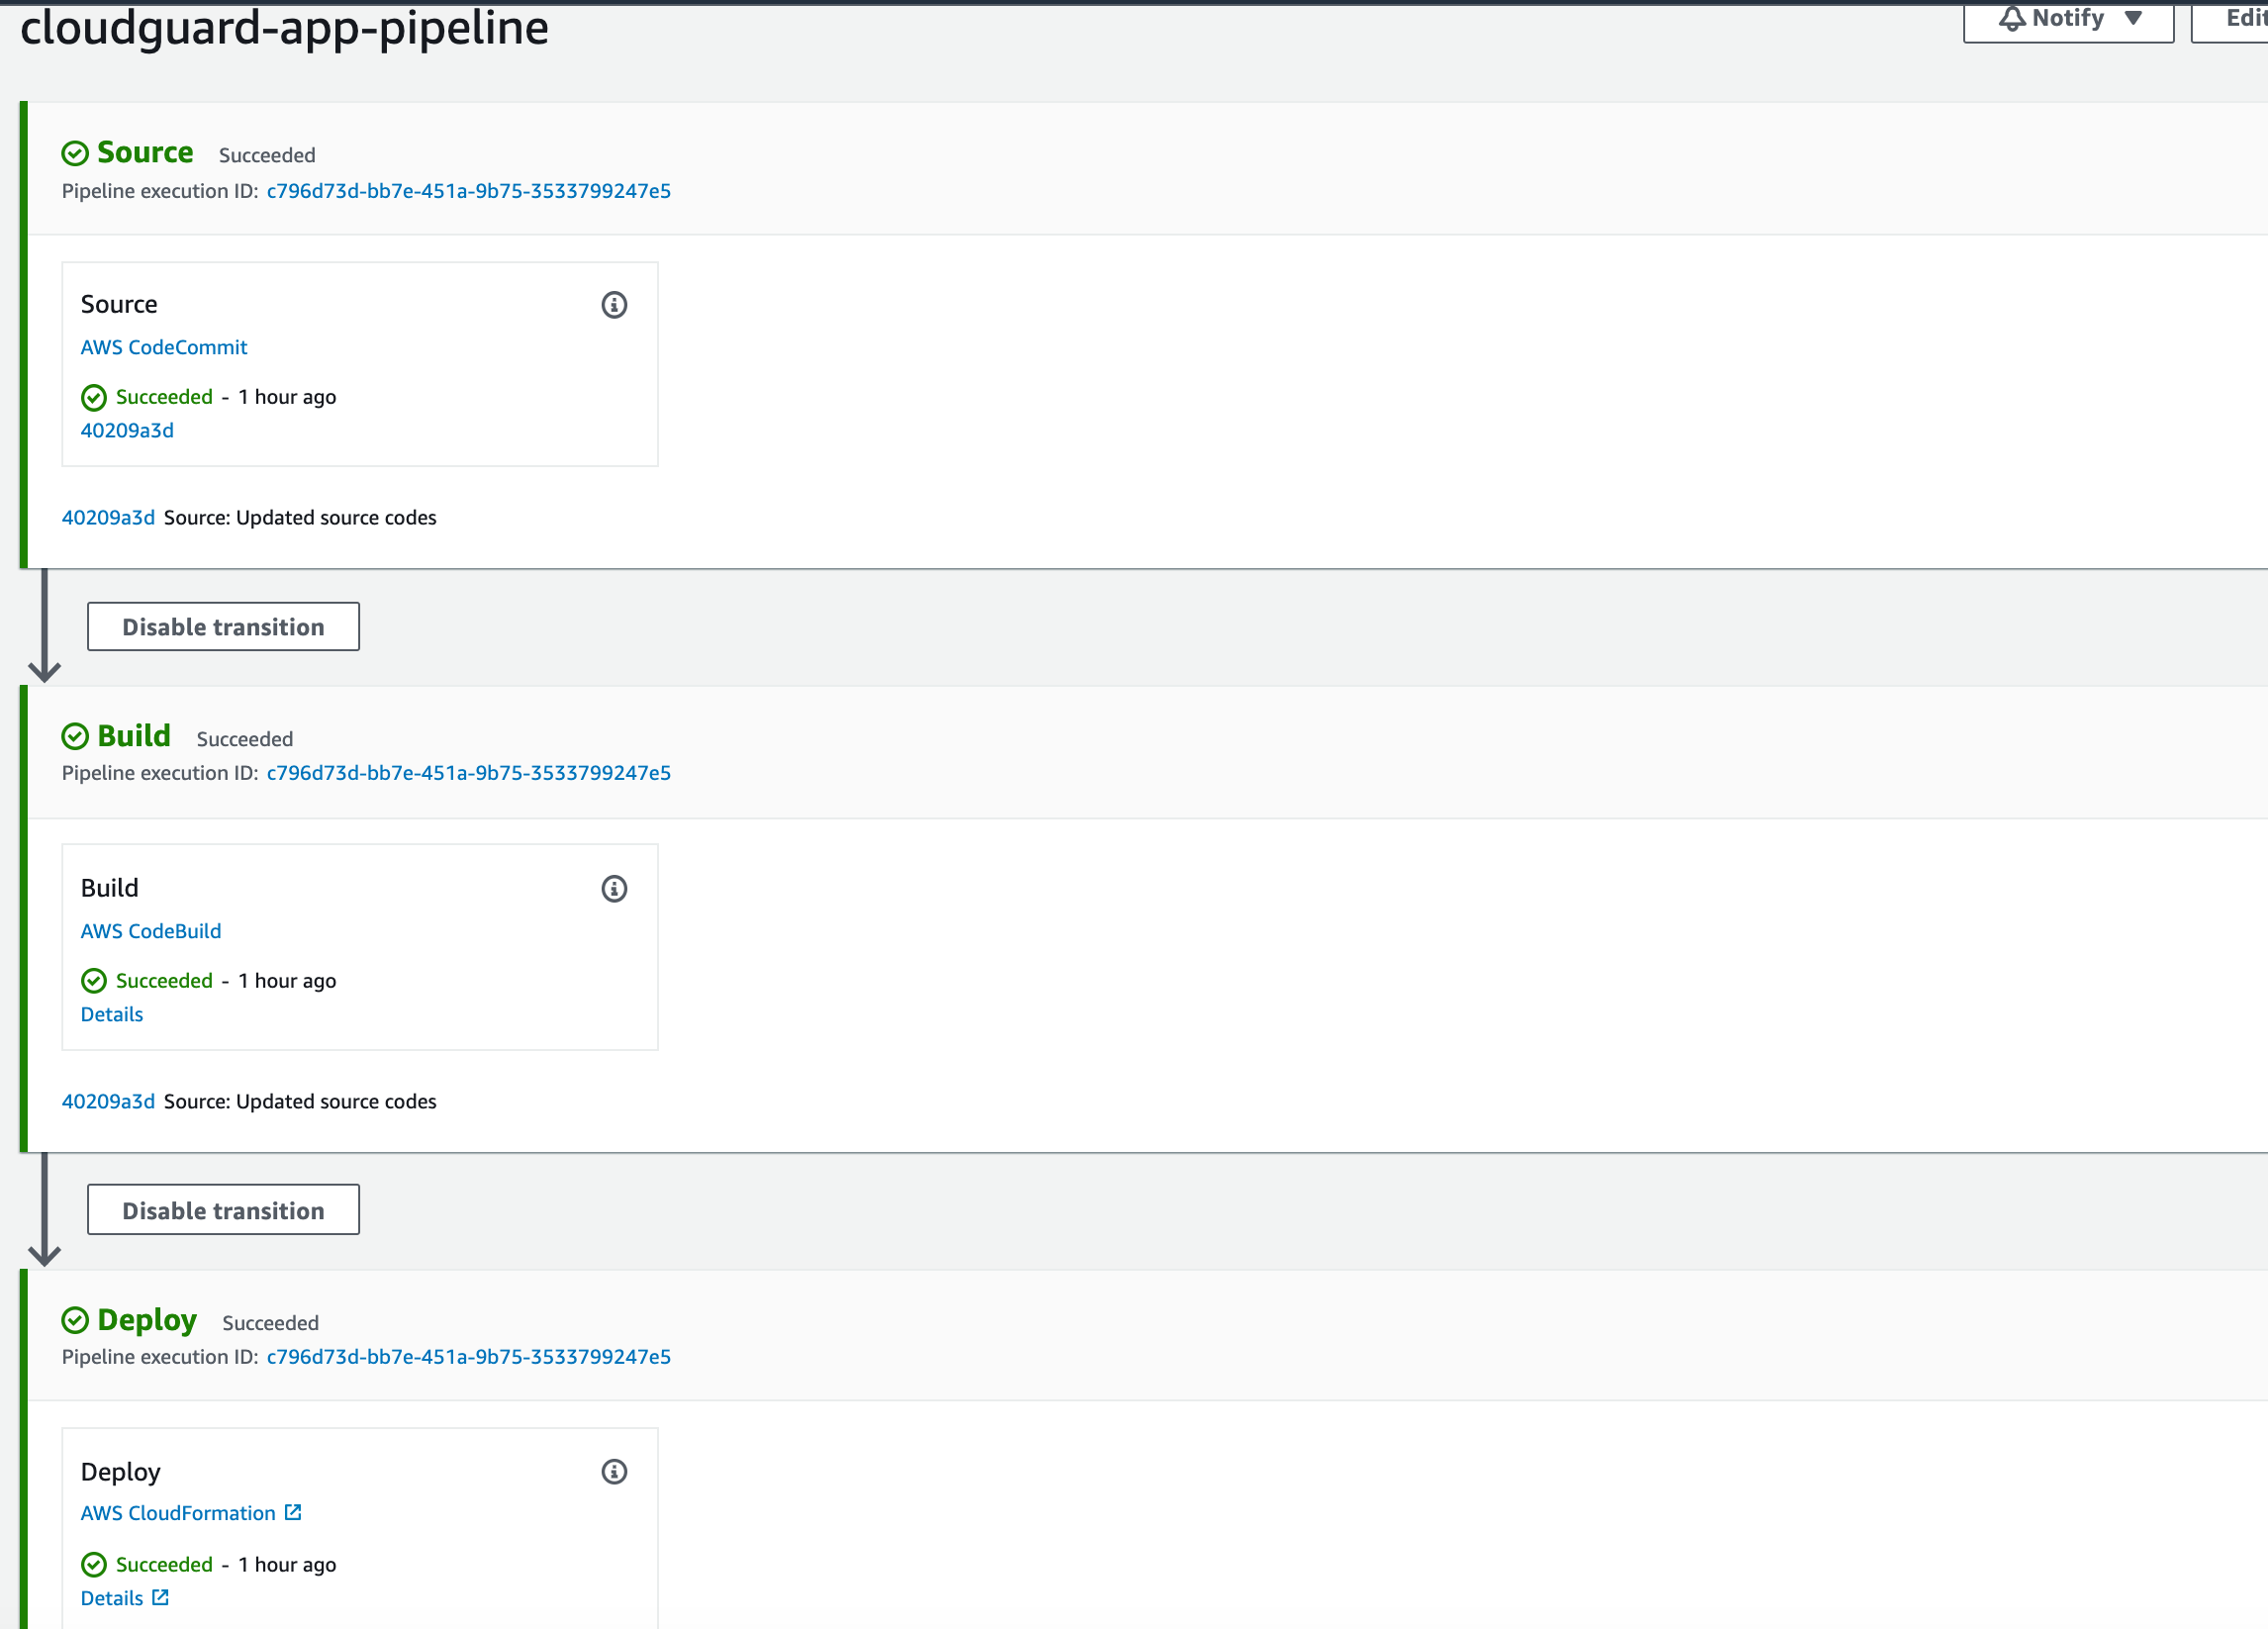 cloudguard-app-pipeline
Notify
Source Succeeded
Pipeline execution ID: c796d73d-bb7e-451a-9b75-3533799247e5
Source
AWS CodeCommit
Succeeded - 1 hour ago
40209a3d
40209a3d Source: Updated source codes
Disable transition
Build Succeeded
Pipeline execution ID: c796d73d-bb7e-451a-9b75-3533799247e5
Build
AWS CodeBuild
Succeeded - 1 hour ago
Details
40209a3d Source: Updated source codes
Disable transition
Deploy Succeeded
Pipeline execution ID: c796d73d-bb7e-451a-9b75-3533799247e5
Deploy
AWS CloudFormation
Succeeded - 1 hour ago
Details